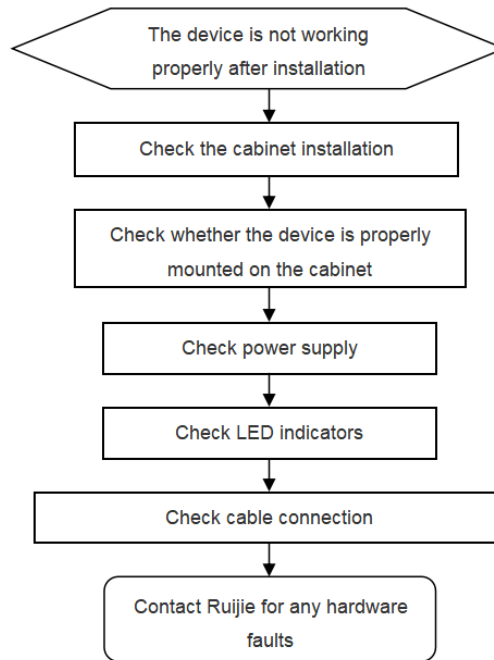 The device is not working
properly after installation
Check the cabinet installation
Check whether the device is properly
mounted on the cabinet
Check power supply
Check LED indicators
Check cable connection
Contact Ruijie for any hardware
faults